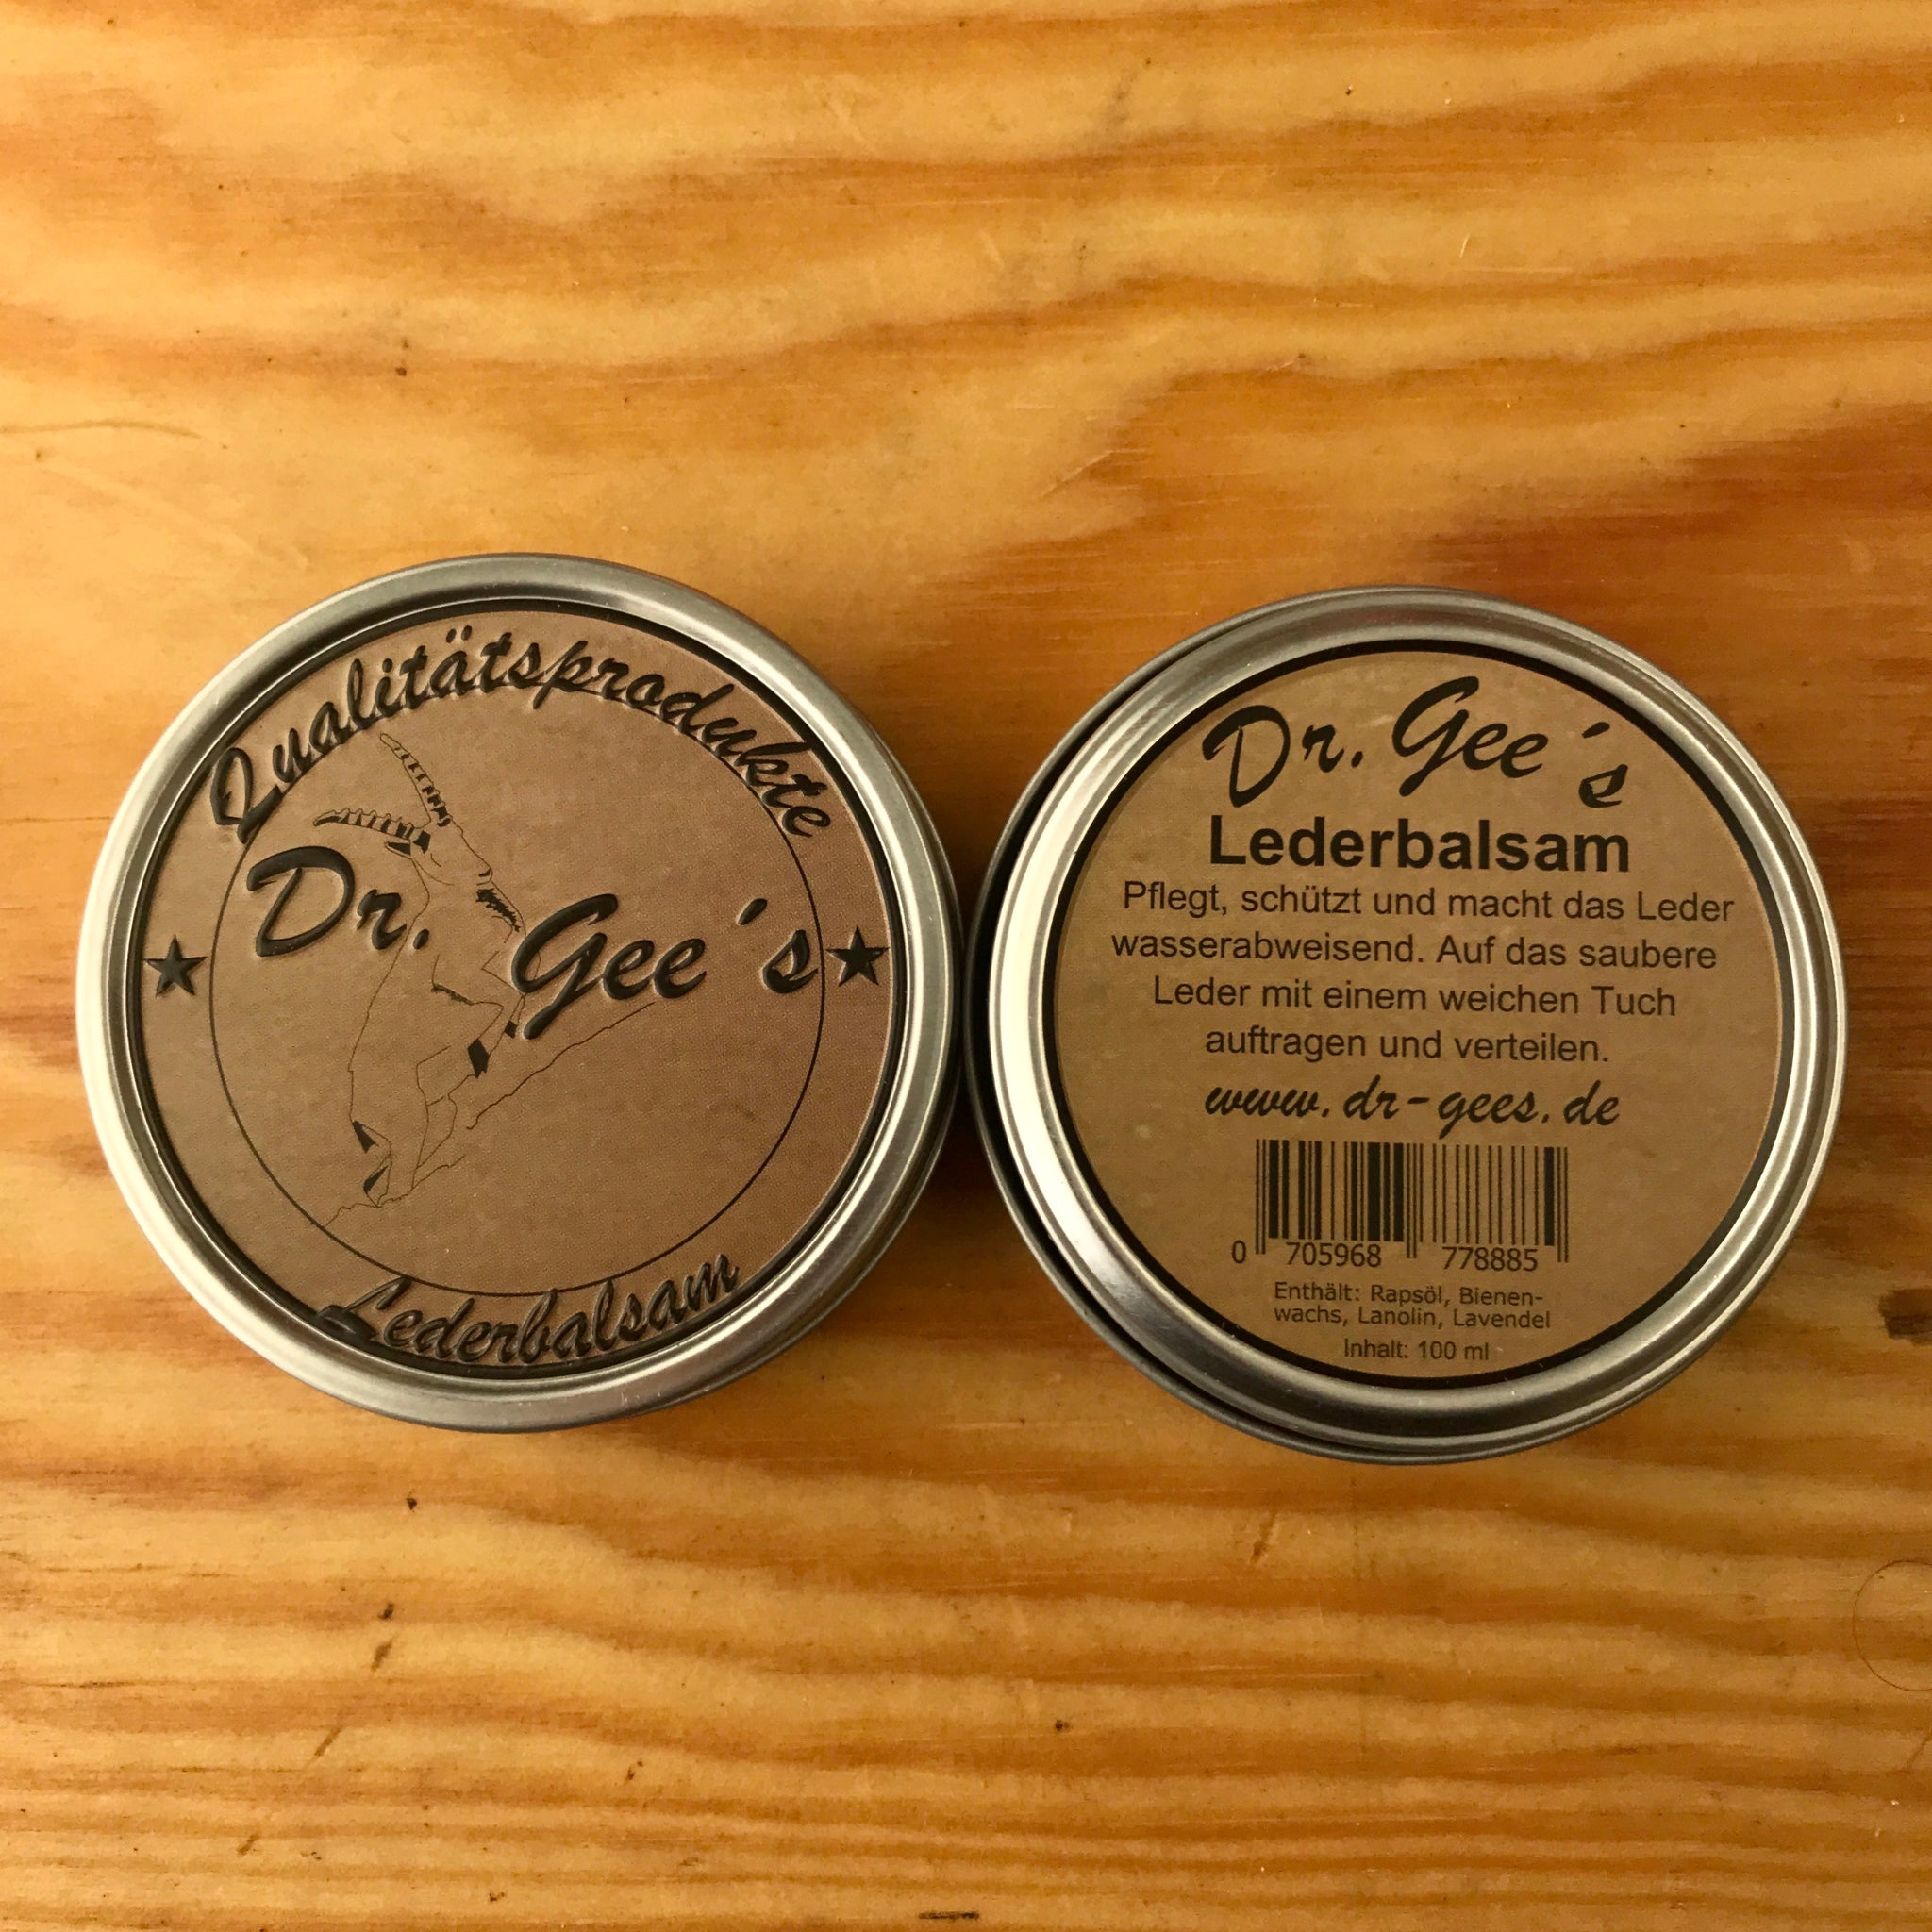 Qualitätsprodukte
Dr. Gee´s
Lederbalsam
Dr. Gee´s
Lederbalsam
Pflegt, schützt und macht das Leder
wasserabweisend. Auf das saubere
Leder mit einem weichen Tuch
auftragen und verteilen.
www.dr-gees.de
0 705968 778885
Enthält: Rapsöl, Bienen-
wachs, Lanolin, Lavendel
Inhalt: 100 ml